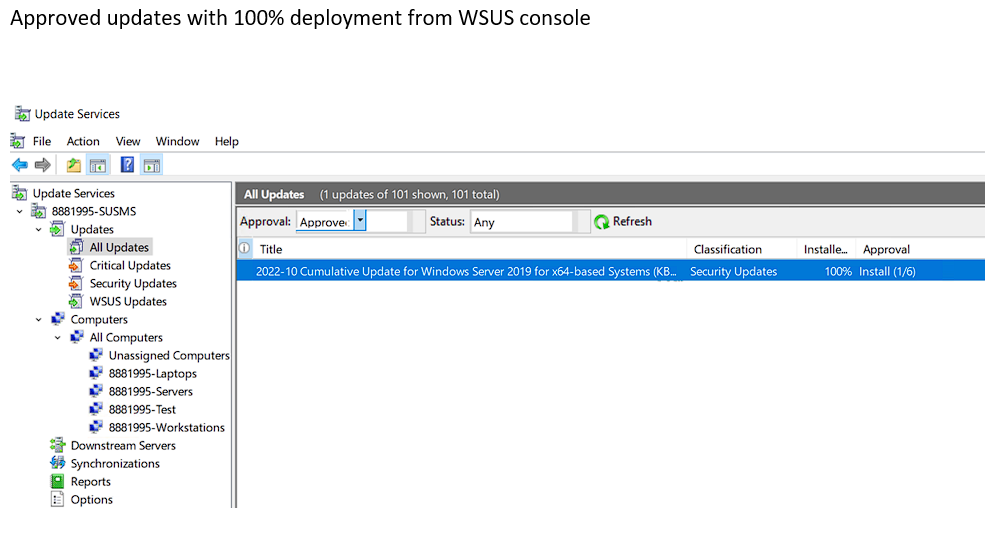 Approved updates with 100% deployment from WSUS console
Update Services
File Action View Window Help
Update Services
8881995-SUSMS
Updates
All Updates
Critical Updates
Security Updates
WSUS Updates
Computers
All Computers
Unassigned Computers
8881995-Laptops
8881995-Servers
8881995-Test
8881995-Workstations
Downstream Servers
Synchronizations
Reports
Options
All Updates (1 updates of 101 shown, 101 total)
Approval: Approve Status: Any Refresh
Title Classification Installe... Approval
2022-10 Cumulative Update for Windows Server 2019 for x64-based Systems (KB... Security Updates 100% Install (1/6)